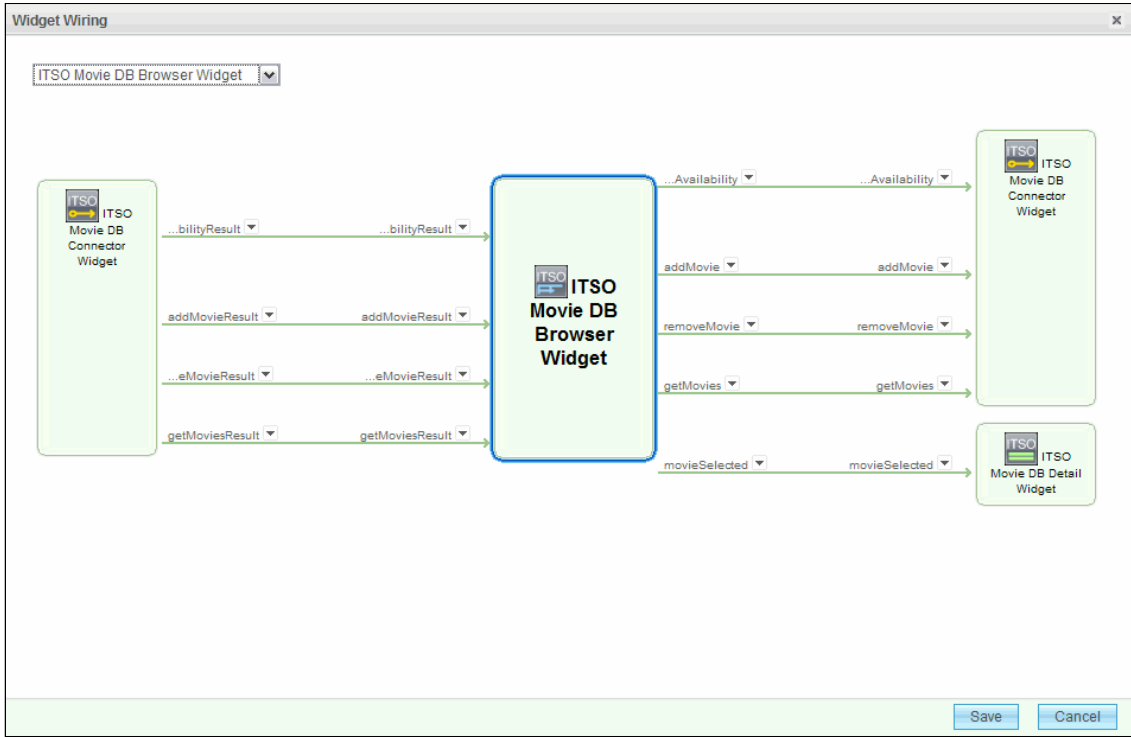 Widget Wiring
ITSO Movie DB Browser Widget
ITSO
ITSO
Movie DB
Connector
Widget
...bilityResult ...bilityResult
addMovieResult addMovieResult
...eMovieResult ...eMovieResult
getMoviesResult getMoviesResult
ITSO
ITSO
Movie DB
Browser
Widget
...Availability ...Availability
addMovie addMovie
removeMovie removeMovie
getMovies getMovies
movieSelected movieSelected
ITSO
ITSO
Movie DB
Connector
Widget
ITSO
ITSO
Movie DB Detail
Widget
Save Cancel